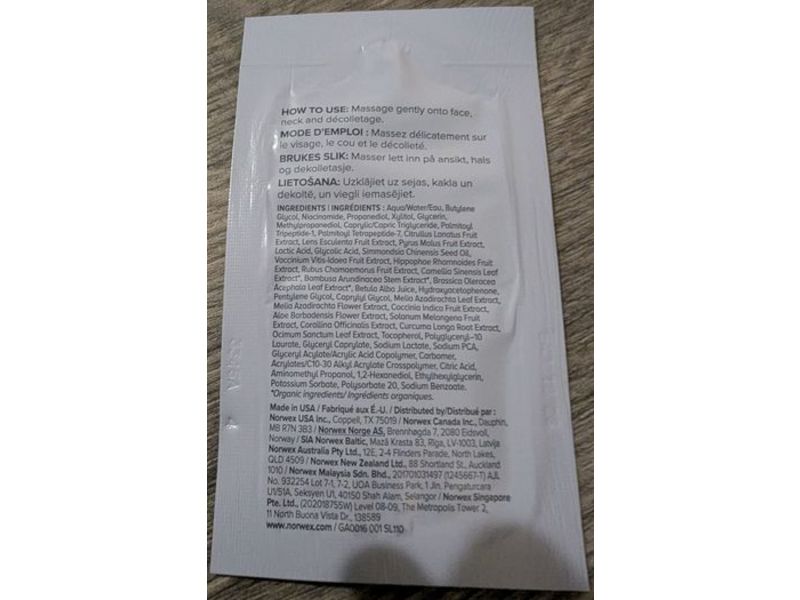 HOW TO USE: Massage gently onto face,
neck and décolletage.
MODE D'EMPLOI : Massez délicatement sur
le visage, le cou et le décolleté.
BRUKES SLIK: Masser lett inn på ansikt, hals
og dekolletasje.
LIETOŠANA: Uzklājiet uz sejas, kakla un
dekoltē, un viegli iemasējiet.
INGREDIENTS | INGRÉDIENTS : Aqua/Water/Eau, Butylene
Glycol, Niacinamide, Propanediol, Xylitol, Glycerin,
Methylpropanediol, Caprylic/Capric Triglyceride, Palmitoyl
Tripeptide-1, Palmitoyl Tetrapeptide-7, Citrullus Lanatus Fruit
Extract, Lens Esculenta Fruit Extract, Pyrus Malus Fruit Extract,
Lactic Acid, Glycolic Acid, Simmondsia Chinensis Seed Oil,
Vaccinium Vitis-Idaea Fruit Extract, Hippophae Rhamnoides Fruit
Extract, Rubus Chamaemorus Fruit Extract, Camellia Sinensis Leaf
Extract*, Bambusa Arundinacea Stem Extract*, Brassica Oleracea
Acephala Leaf Extract*, Betula Alba Juice, Hydroxyacetophenone,
Pentylene Glycol, Caprylyl Glycol, Melia Azadirachta Leaf Extract,
Melia Azadirachta Flower Extract, Coccinia Indica Fruit Extract,
Aloe Barbadensis Flower Extract, Solanum Melongena Fruit
Extract, Corallina Officinalis Extract, Curcuma Longa Root Extract,
Ocimum Sanctum Leaf Extract, Tocopherol, Polyglyceryl-10
Laurate, Glyceryl Caprylate, Sodium Lactate, Sodium PCA,
Glyceryl Acylate/Acrylic Acid Copolymer, Carbomer,
Acrylates/C10-30 Alkyl Acrylate Crosspolymer, Citric Acid,
Aminomethyl Propanol, 1,2-Hexanediol, Ethylhexylglycerin,
Potassium Sorbate, Polysorbate 20, Sodium Benzoate.
*Organic ingredients/ Ingrédients organiques.
Made in USA / Fabriqué aux É.-U. / Distributed by/Distribué par :
Norwex USA Inc., Coppell, TX 75019 / Norwex Canada Inc., Dauphin,
MB R7N 3B3 / Norwex Norge AS, Brennhøgda 7, 2080 Eidsvoll,
Norway / SIA Norwex Baltic, Mazā Krasta 83, Rīga, LV-1003, Latvija
Norwex Australia Pty Ltd., 12E, 2-4 Flinders Parade, North Lakes,
QLD 4509 / Norwex New Zealand Ltd., 88 Shortland St., Auckland
1010 / Norwex Malaysia Sdn. Bhd., 201701031497 (1245667-T) AJL
No. 932254 Lot 7-1, 7-2, UOA Business Park, 1 Jln. Pengaturcara
U1/51A, Seksyen U1, 40150 Shah Alam, Selangor / Norwex Singapore
Pte. Ltd., (202018755W) Level 08-09, The Metropolis Tower 2,
11 North Buona Vista Dr., 138589
www.norwex.com / GA0016 001 SL110